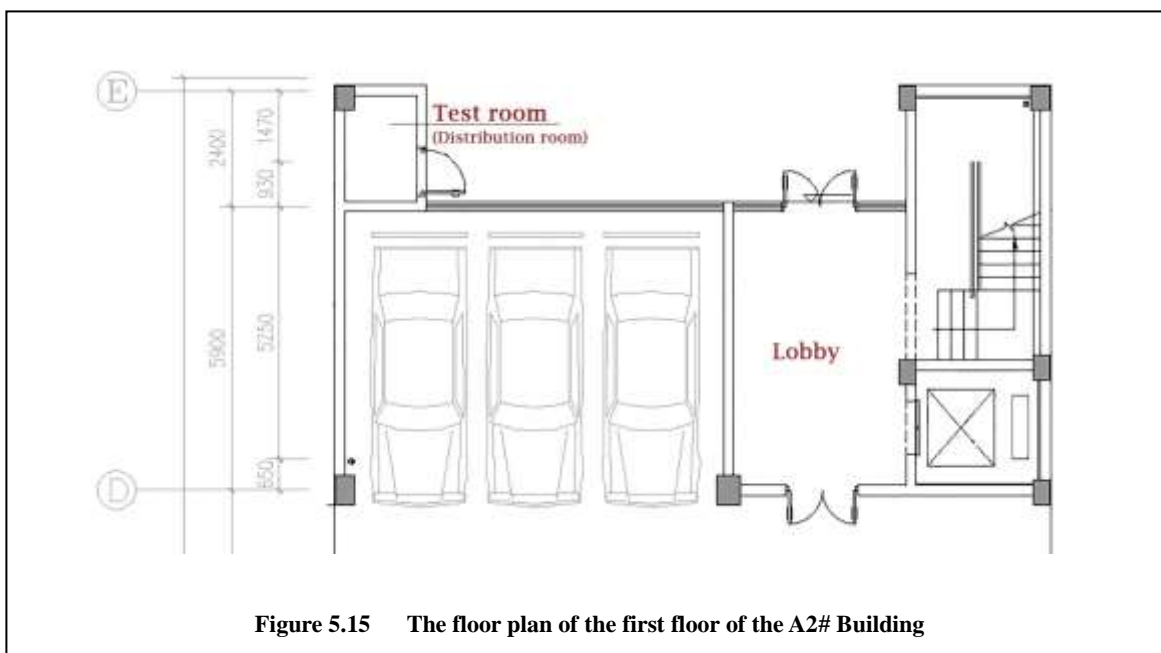 E
Test room
(Distribution room)
1470
2400
930
5900
5250
Lobby
650
D
Figure 5.15 The floor plan of the first floor of the A2# Building